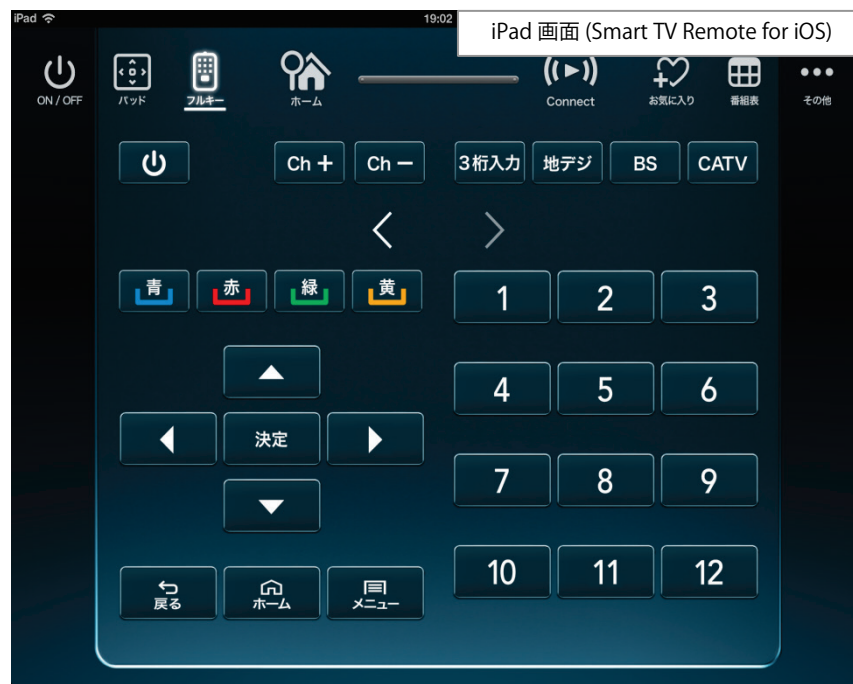 iPad 19:02
iPad 画面 (Smart TV Remote for iOS)
ON / OFF パッド フルキー ホーム Connect お気に入り 番組表 その他
Ch + Ch － 3桁入力 地デジ BS CATV
青 赤 緑 黄 1 2 3
4 5 6
決定
7 8 9
10 11 12
戻る ホーム メニュー